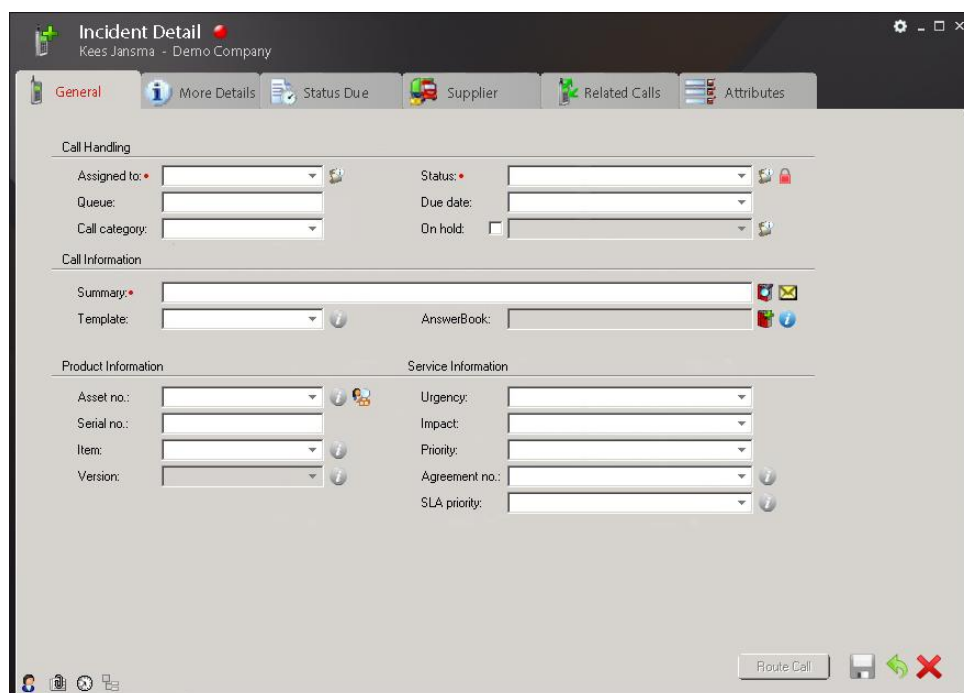 Incident Detail
Kees Jansma - Demo Company
General More Details Status Due Supplier Related Calls Attributes
Call Handling
Assigned to: Status:
Queue: Due date:
Call category: On hold:
Call Information
Summary:
Template: AnswerBook:
Product Information Service Information
Asset no.: Urgency:
Serial no.: Impact:
Item: Priority:
Version: Agreement no.:
SLA priority:
Route Call